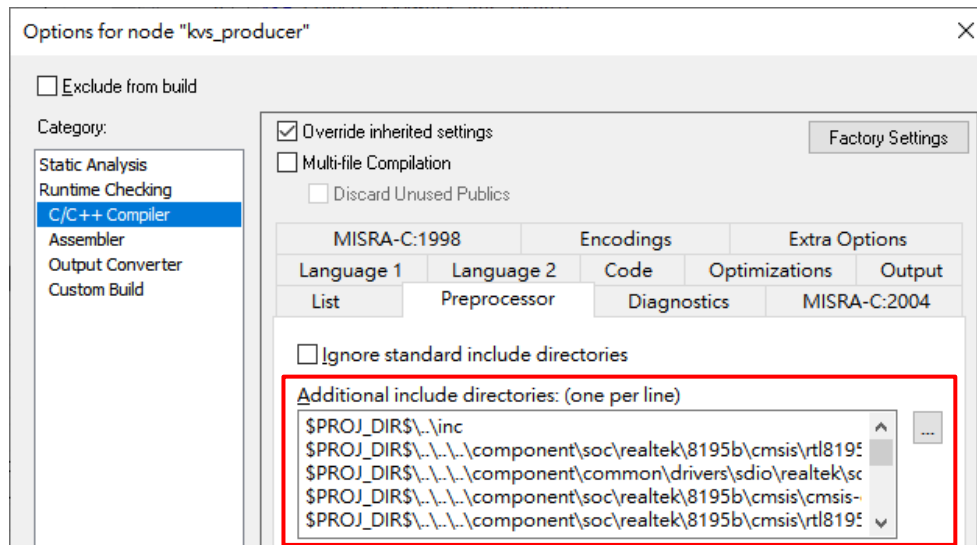 Options for node "kvs_producer"
Exclude from build
Category:
Static Analysis
Runtime Checking
C/C++ Compiler
Assembler
Output Converter
Custom Build
Override inherited settings
Factory Settings
Multi-file Compilation
Discard Unused Publics
MISRA-C:1998 Encodings Extra Options
Language 1 Language 2 Code Optimizations Output
List Preprocessor Diagnostics MISRA-C:2004
Ignore standard include directories
Additional include directories: (one per line)
$PROJ_DIR$\..\inc
$PROJ_DIR$\..\..\..\component\soc\realtek\8195b\cmsis\rtl8195
$PROJ_DIR$\..\..\..\component\common\drivers\sdio\realtek\sc
$PROJ_DIR$\..\..\..\component\soc\realtek\8195b\cmsis\cmsis-
$PROJ_DIR$\..\..\..\component\soc\realtek\8195b\cmsis\rtl8195
...